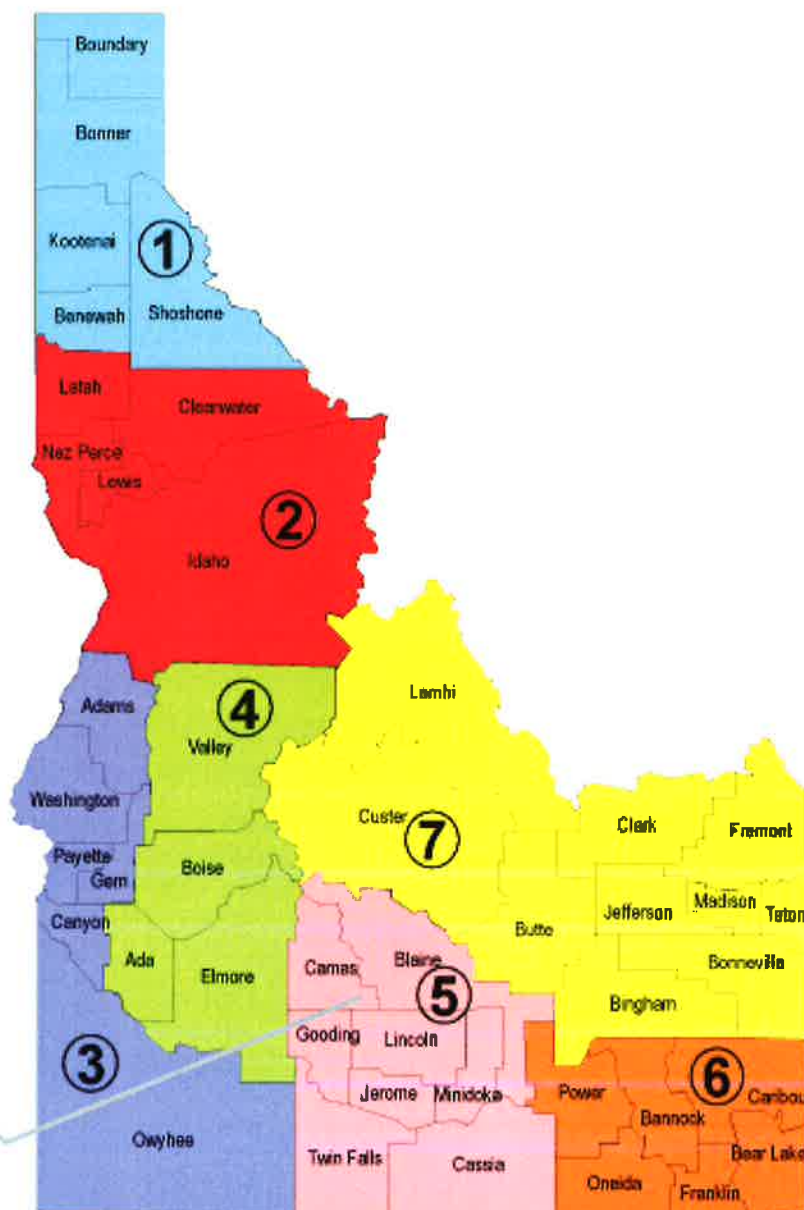 Boundary
Bonner
Kootenai
1
Benewah
Shoshone
Latah
Clearwater
Nez Perce
Lewis
2
Idaho
Lemhi
Adams
4
Valley
Washington
Custer
7
Clark
Fremont
Payette
Gem
Boise
Canyon
Jefferson
Madison
Teton
Butte
Ada
Elmore
Camas
Blaine
5
Bonneville
Bingham
Gooding
Lincoln
3
6
Jerome
Minidoka
Power
Caribou
Bannock
Owyhee
Twin Falls
Cassia
Bear Lake
Oneida
Franklin